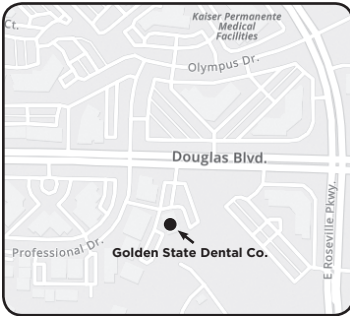 Ct.
Kaiser Permanente
Medical
Facilities
Olympus Dr.
Douglas Blvd.
E Roseville Pkwy.
Professional Dr.
Golden State Dental Co.